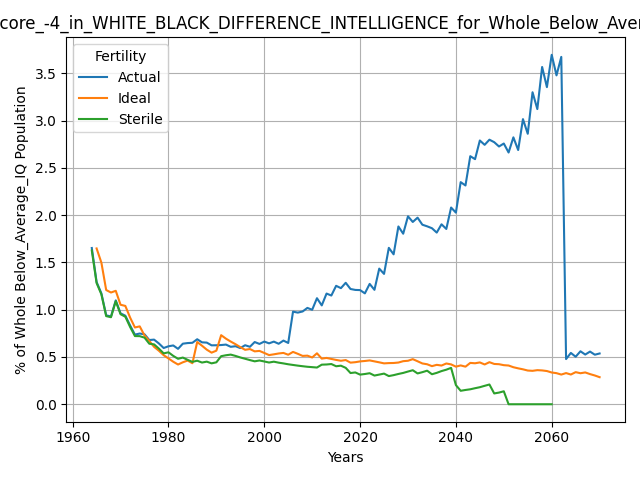 core_-4_in_WHITE_BLACK_DIFFERENCE_INTELLIGENCE_for_Whole_Below_Aver
Fertility
Actual
Ideal
Sterile
% of Whole Below_Average_IQ Population
3.5
3.0
2.5
2.0
1.5
1.0
0.5
0.0
1960 1980 2000 2020 2040 2060
Years